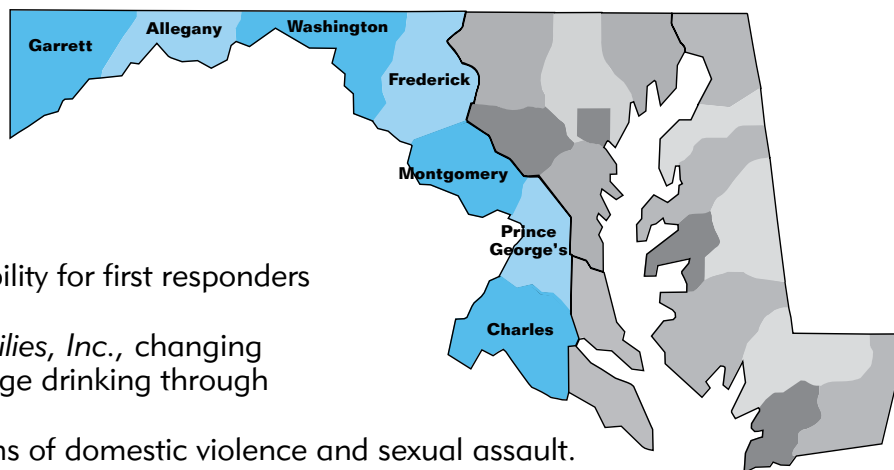 Garrett
Allegany
Washington
Frederick
Montgomery
Prince
George's
Charles
bility for first responders
ilies, Inc., changing
ge drinking through
ns of domestic violence and sexual assault.